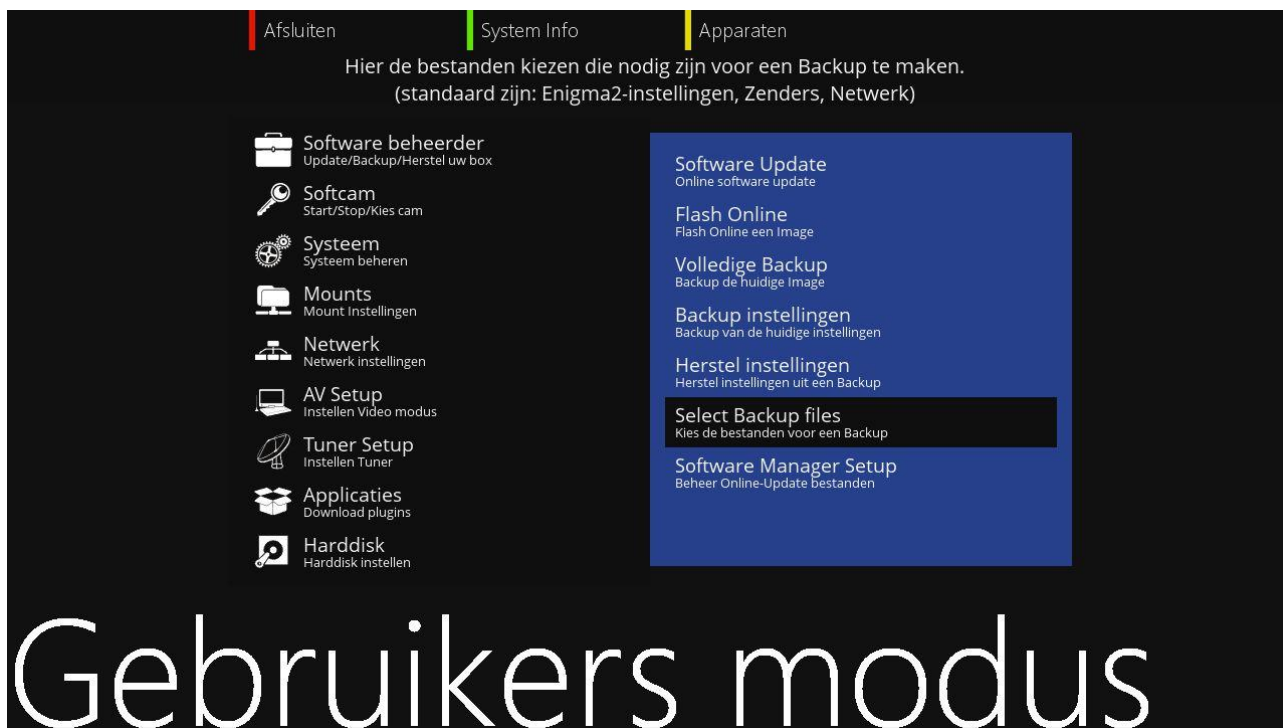 Afsluiten
System Info
Apparaten
Hier de bestanden kiezen die nodig zijn voor een Backup te maken.
(standaard zijn: Enigma2-instellingen, Zenders, Netwerk)
Software beheerder
Update/Backup/Herstel uw box
Softcam
Start/Stop/Kies cam
Systeem
Systeem beheren
Mounts
Mount Instellingen
Netwerk
Netwerk instellingen
AV Setup
Instellen Video modus
Tuner Setup
Instellen Tuner
Applicaties
Download plugins
Harddisk
Harddisk instellen
Software Update
Online software update
Flash Online
Flash Online een Image
Volledige Backup
Backup de huidige Image
Backup instellingen
Backup van de huidige instellingen
Herstel instellingen
Herstel instellingen uit een Backup
Select Backup files
Kies de bestanden voor een Backup
Software Manager Setup
Beheer Online-Update bestanden
Gebruikers modus